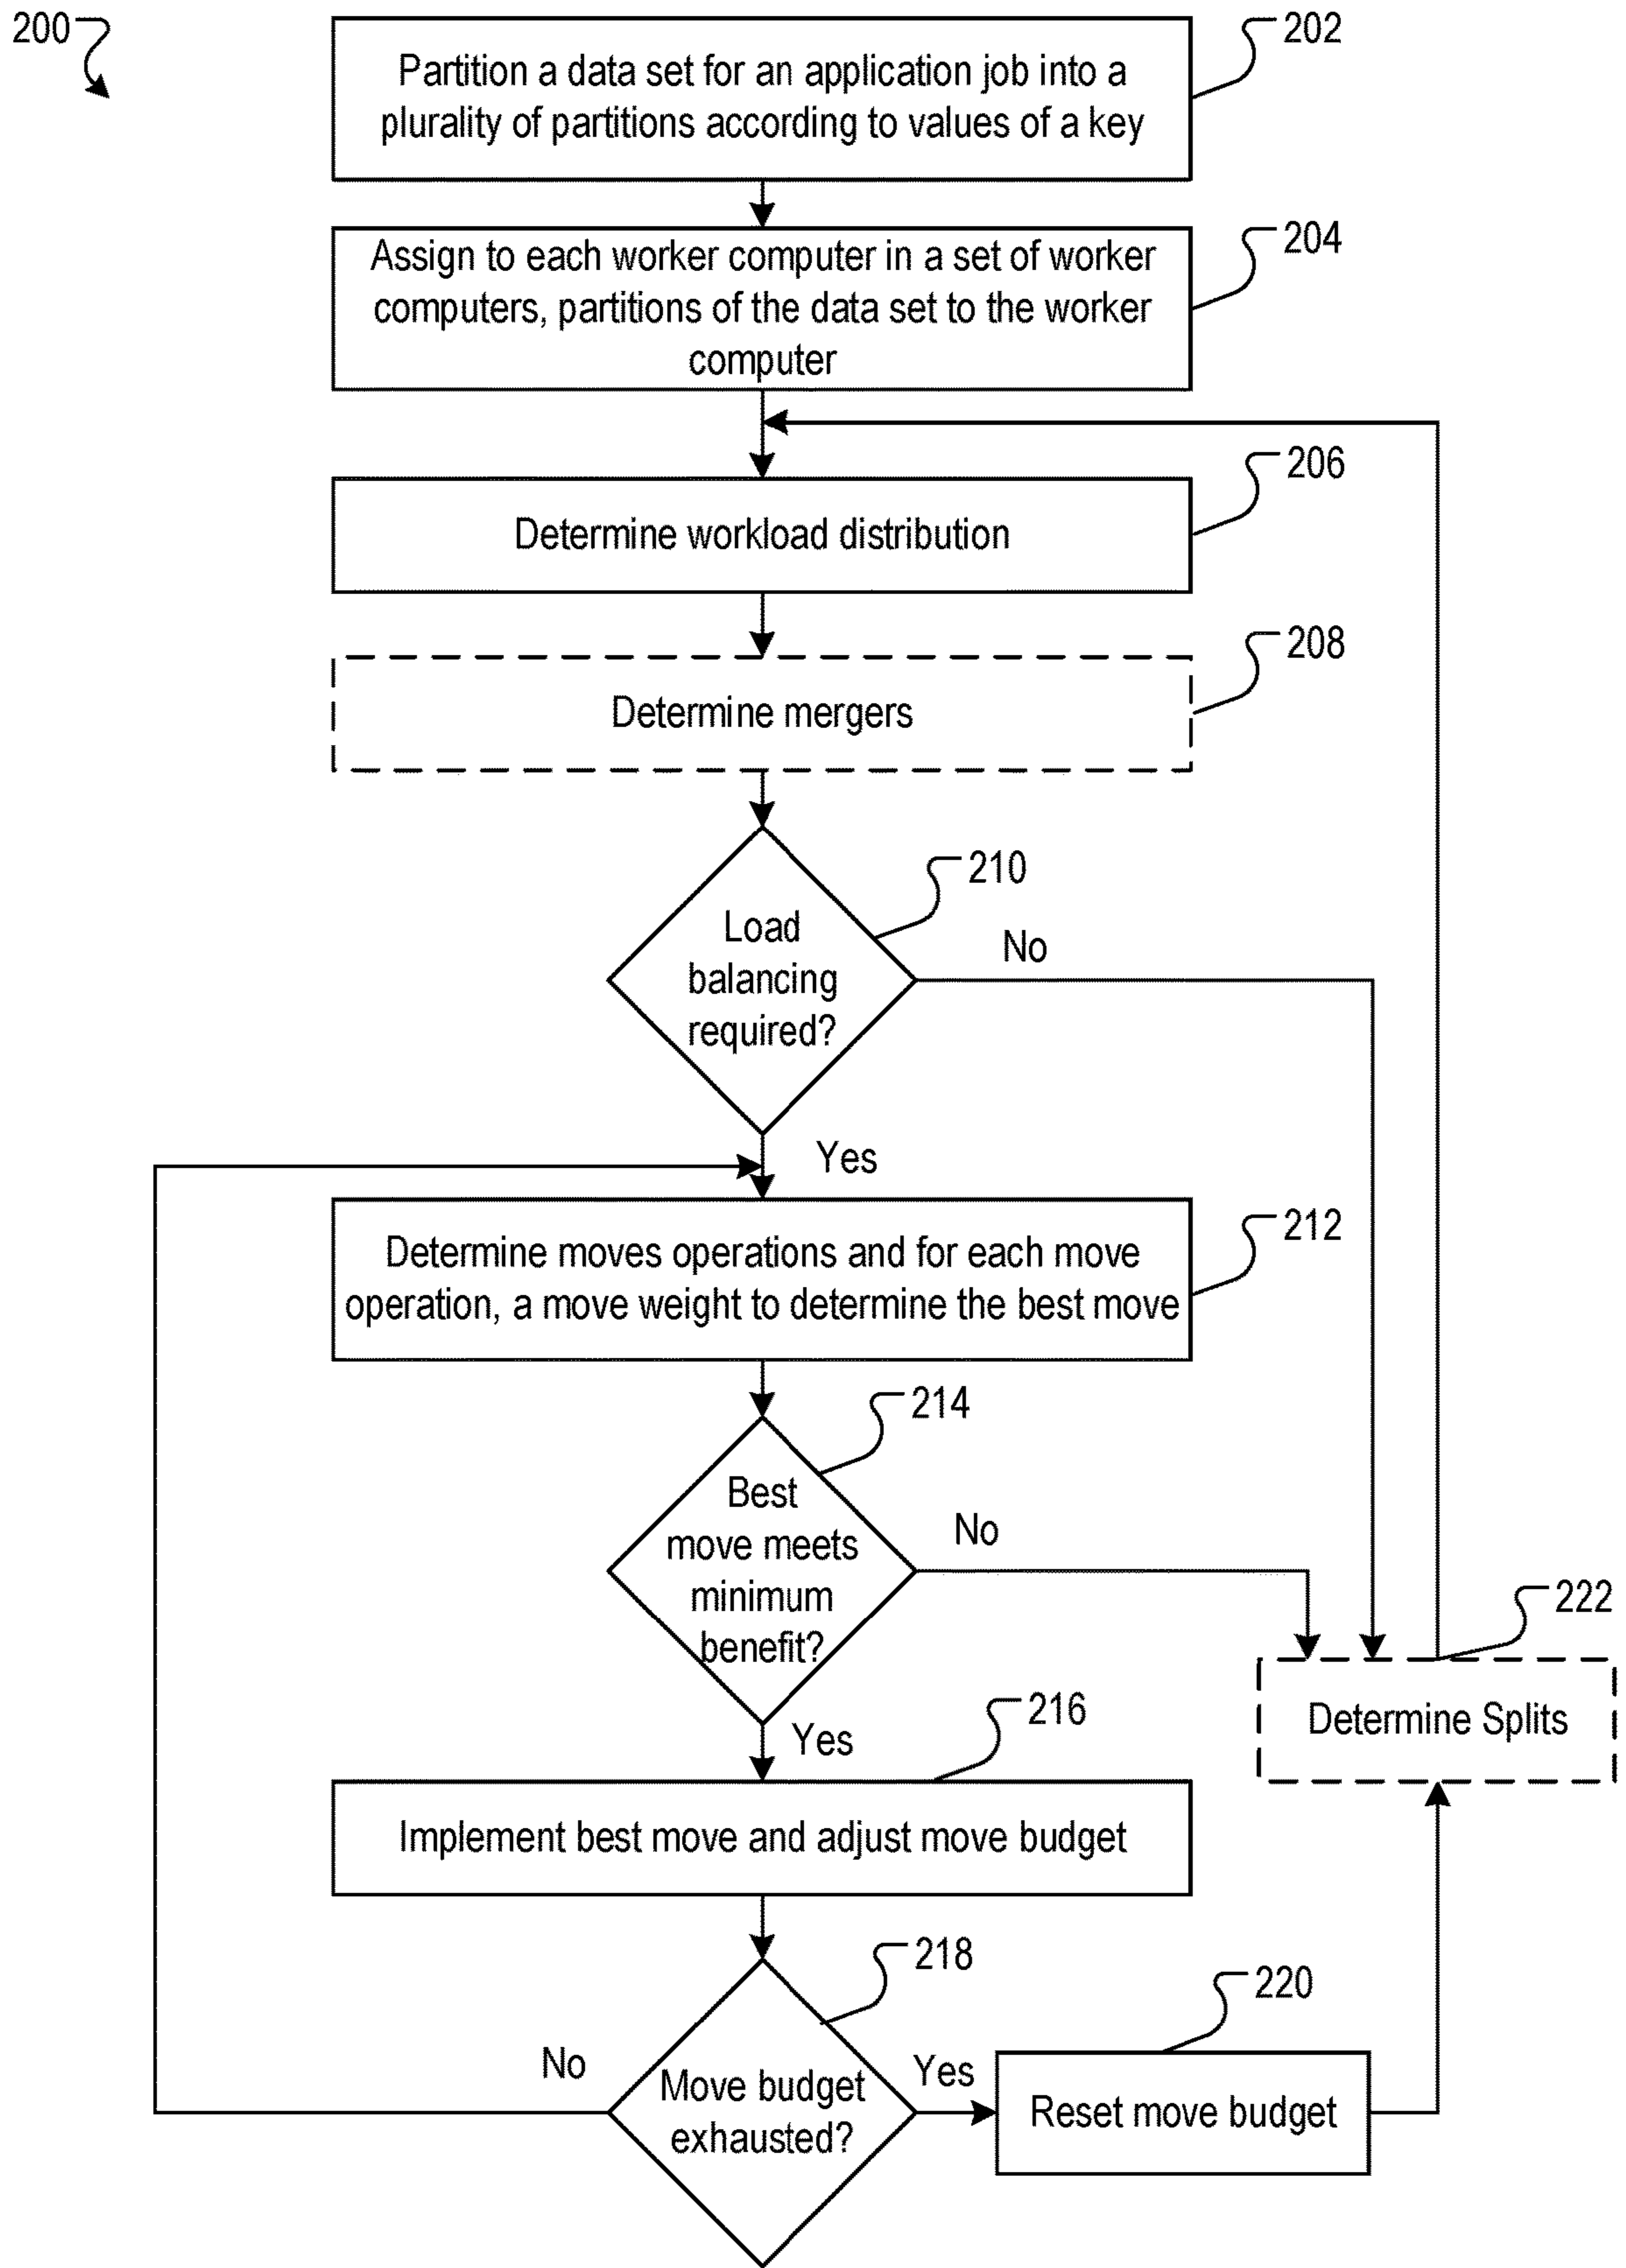 200
202
Partition a data set for an application job into a
plurality of partitions according to values of a key
204
Assign to each worker computer in a set of worker
computers, partitions of the data set to the worker
computer
206
Determine workload distribution
208
Determine mergers
210
Load
balancing
required?
No
Yes
212
Determine moves operations and for each move
operation, a move weight to determine the best move
214
Best
move meets
minimum
benefit?
No
222
Determine Splits
Yes
216
Implement best move and adjust move budget
218
Move budget
exhausted?
No
Yes
220
Reset move budget